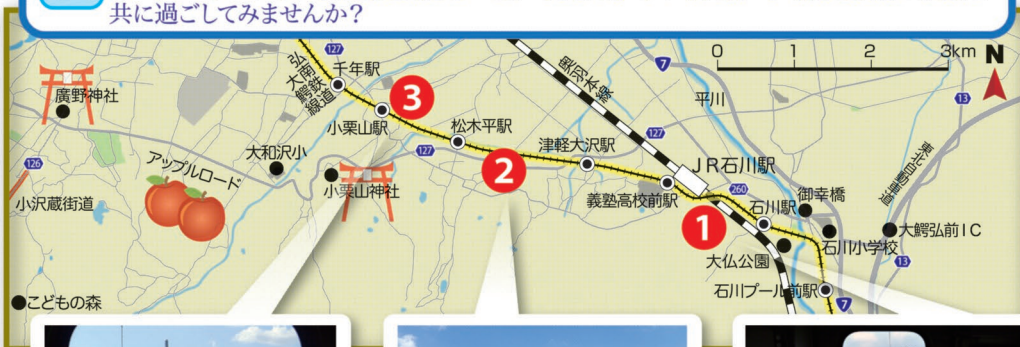 共に過ごしてみませんか？
0 1 2 3km
N
127
弘南鉄道
大鰐線
千年駅
奥羽本線
7
平川
13
廣野神社
3
小栗山駅
松木平駅
127
津軽大沢駅
127
JR石川駅
東北自動車道
126
アップルロード
大和沢小
127
2
260
御幸橋
小沢蔵街道
小栗山神社
義塾高校前駅
1
石川駅
大鰐弘前IC
石川小学校
大仏公園
13
こどもの森
石川プール前駅
7